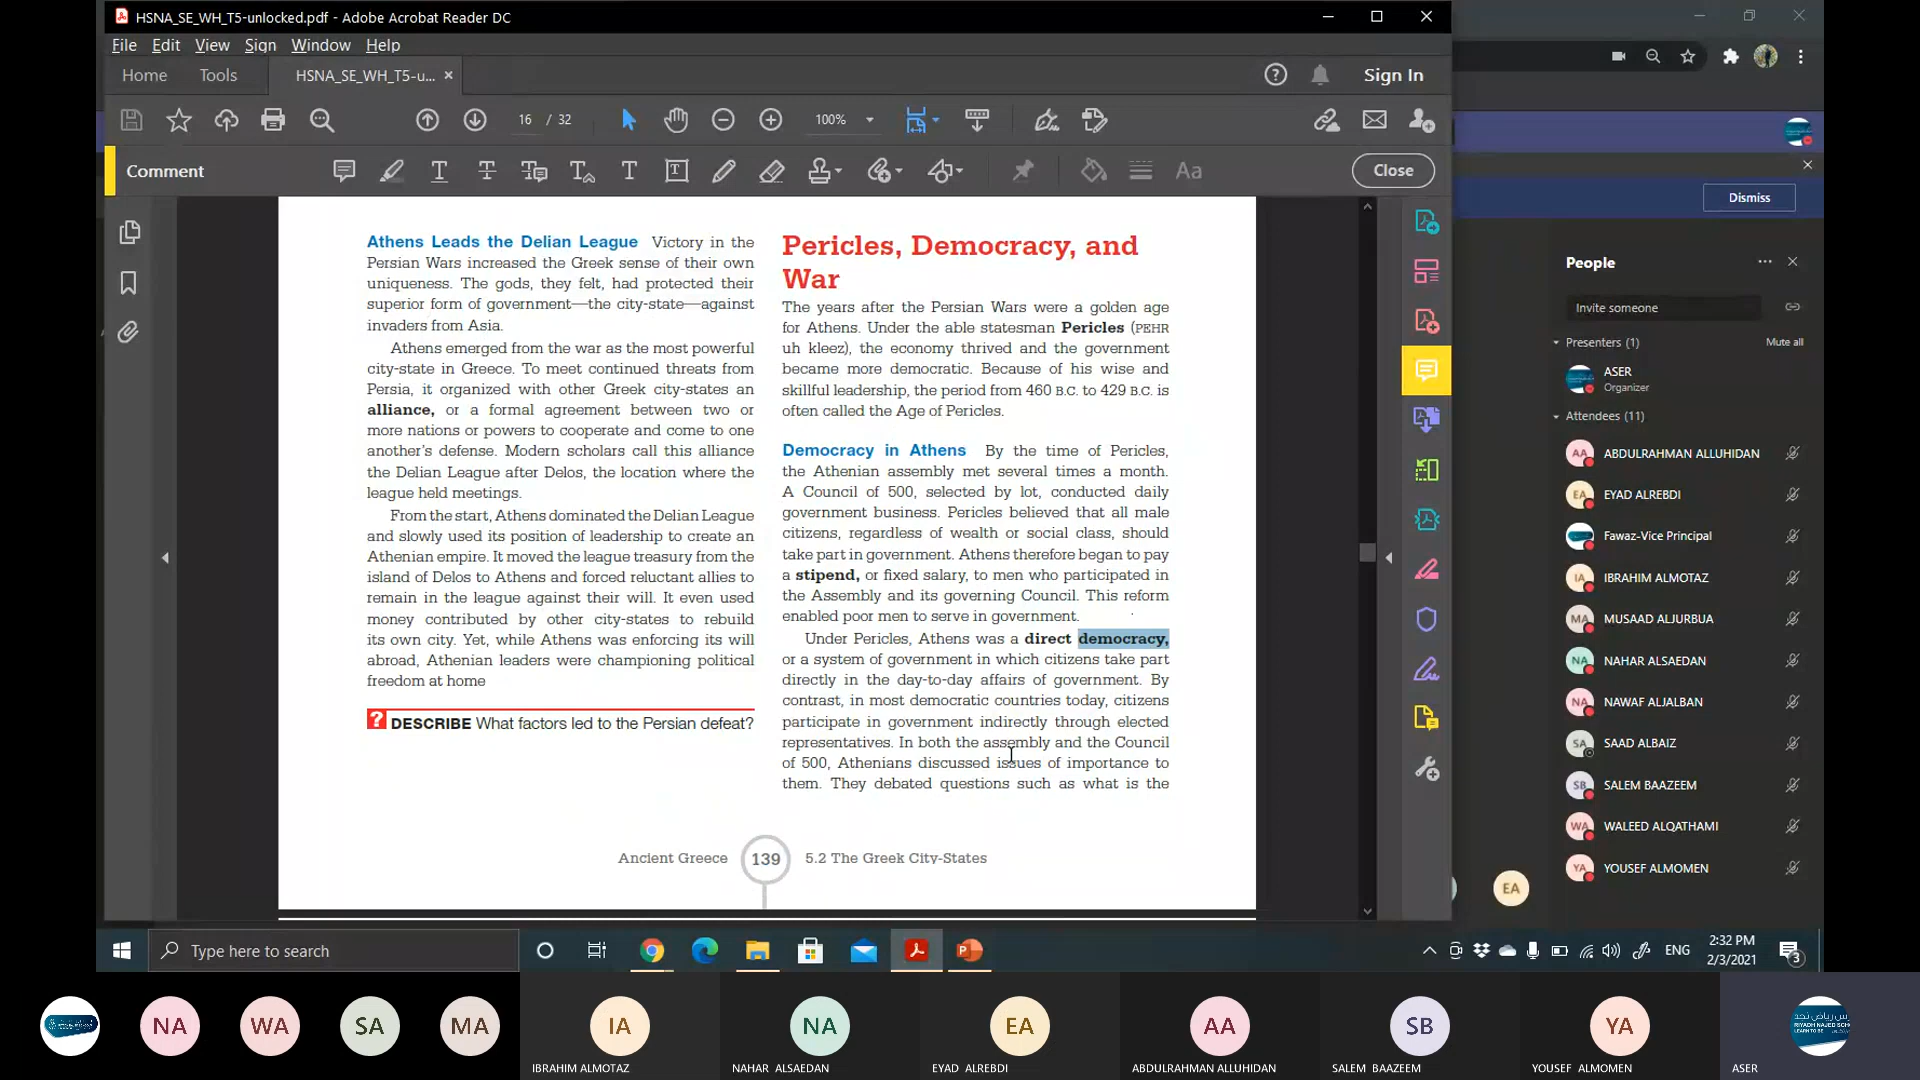 HSNA_SE_WH_T5-unlocked.pdf - Adobe Acrobat Reader DC
File Edit View Sign Window Help
Home Tools HSNA_SE_WH_T5-u... × Sign In
16 / 32 100%
Comment Close
Athens Leads the Delian League Victory in the
Persian Wars increased the Greek sense of their own
uniqueness. The gods, they felt, had protected their
superior form of government—the city-state—against
invaders from Asia.
Athens emerged from the war as the most powerful
city-state in Greece. To meet continued threats from
Persia, it organized with other Greek city-states an
alliance, or a formal agreement between two or
more nations or powers to cooperate and come to one
another's defense. Modern scholars call this alliance
the Delian League after Delos, the location where the
league held meetings.
From the start, Athens dominated the Delian League
and slowly used its position of leadership to create an
Athenian empire. It moved the league treasury from the
island of Delos to Athens and forced reluctant allies to
remain in the league against their will. It even used
money contributed by other city-states to rebuild
its own city. Yet, while Athens was enforcing its will
abroad, Athenian leaders were championing political
freedom at home
? DESCRIBE What factors led to the Persian defeat?
Pericles, Democracy, and
War
The years after the Persian Wars were a golden age
for Athens. Under the able statesman Pericles (PEHR
uh kleez), the economy thrived and the government
became more democratic. Because of his wise and
skillful leadership, the period from 460 B.C. to 429 B.C. is
often called the Age of Pericles.
Democracy in Athens By the time of Pericles,
the Athenian assembly met several times a month.
A Council of 500, selected by lot, conducted daily
government business. Pericles believed that all male
citizens, regardless of wealth or social class, should
take part in government. Athens therefore began to pay
a stipend, or fixed salary, to men who participated in
the Assembly and its governing Council. This reform
enabled poor men to serve in government.
Under Pericles, Athens was a direct democracy,
or a system of government in which citizens take part
directly in the day-to-day affairs of government. By
contrast, in most democratic countries today, citizens
participate in government indirectly through elected
representatives. In both the assembly and the Council
of 500, Athenians discussed issues of importance to
them. They debated questions such as what is the
Ancient Greece 139 5.2 The Greek City-States
Dismiss
People
Invite someone
Presenters (1) Mute all
ASER
Organizer
Attendees (11)
AA ABDULRAHMAN ALLUHIDAN
EA EYAD ALREBDI
Fawaz-Vice Principal
IA IBRAHIM ALMOTAZ
MA MUSAAD ALJURBUA
NA NAHAR ALSAEDAN
NA NAWAF ALJALBAN
SA SAAD ALBAIZ
SB SALEM BAAZEEM
WA WALEED ALQATHAMI
YA YOUSEF ALMOMEN
EA
Type here to search
ENG
2:32 PM
2/3/2021
3
NA WA SA MA IA NA EA AA SB YA
IBRAHIM ALMOTAZ NAHAR ALSAEDAN EYAD ALREBDI ABDULRAHMAN ALLUHIDAN SALEM BAAZEEM YOUSEF ALMOMEN ASER